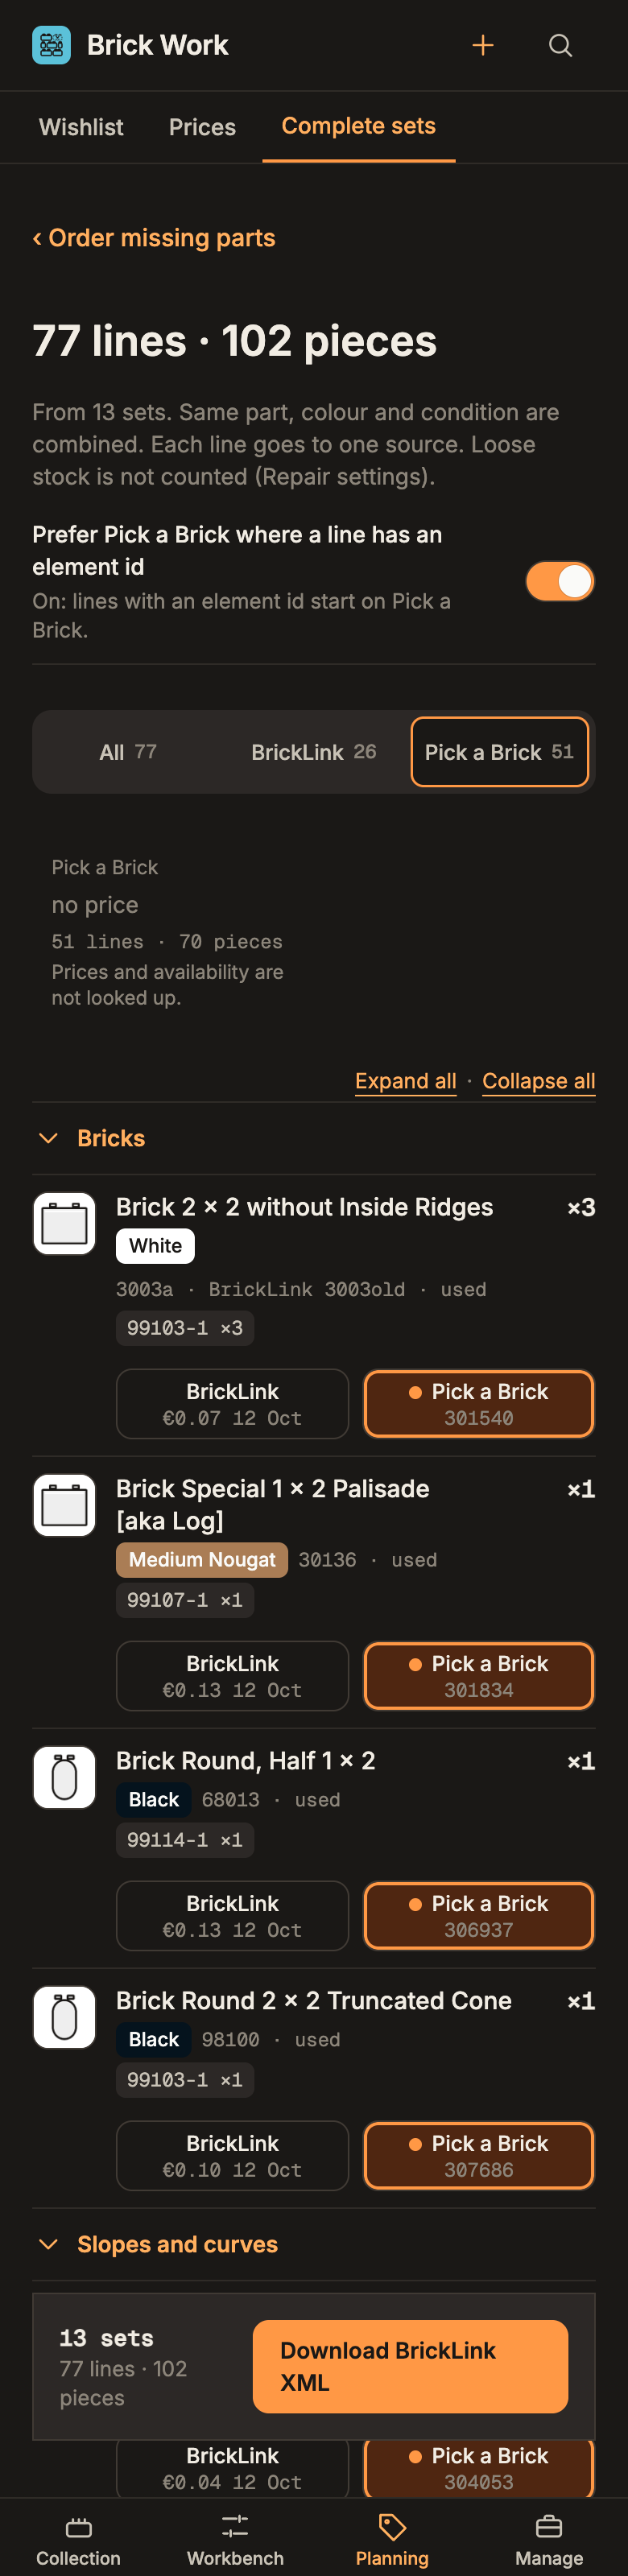 Brick Work
Wishlist Prices Complete sets
‹ Order missing parts
77 lines · 102 pieces
From 13 sets. Same part, colour and condition are
combined. Each line goes to one source. Loose
stock is not counted (Repair settings).
Prefer Pick a Brick where a line has an
element id
On: lines with an element id start on Pick a
Brick.
All 77 BrickLink 26 Pick a Brick 51
Pick a Brick
no price
51 lines · 70 pieces
Prices and availability are
not looked up.
Expand all · Collapse all
Bricks
Brick 2 × 2 without Inside Ridges ×3
White
3003a · BrickLink 3003old · used
99103-1 ×3
BrickLink Pick a Brick
€0.07 12 Oct 301540
Brick Special 1 × 2 Palisade ×1
[aka Log]
Medium Nougat 30136 · used
99107-1 ×1
BrickLink Pick a Brick
€0.13 12 Oct 301834
Brick Round, Half 1 × 2 ×1
Black 68013 · used
99114-1 ×1
BrickLink Pick a Brick
€0.13 12 Oct 306937
Brick Round 2 × 2 Truncated Cone ×1
Black 98100 · used
99103-1 ×1
BrickLink Pick a Brick
€0.10 12 Oct 307686
Slopes and curves
13 sets
77 lines · 102
pieces
Download BrickLink
XML
BrickLink Pick a Brick
€0.04 12 Oct 304053
Collection Workbench Planning Manage